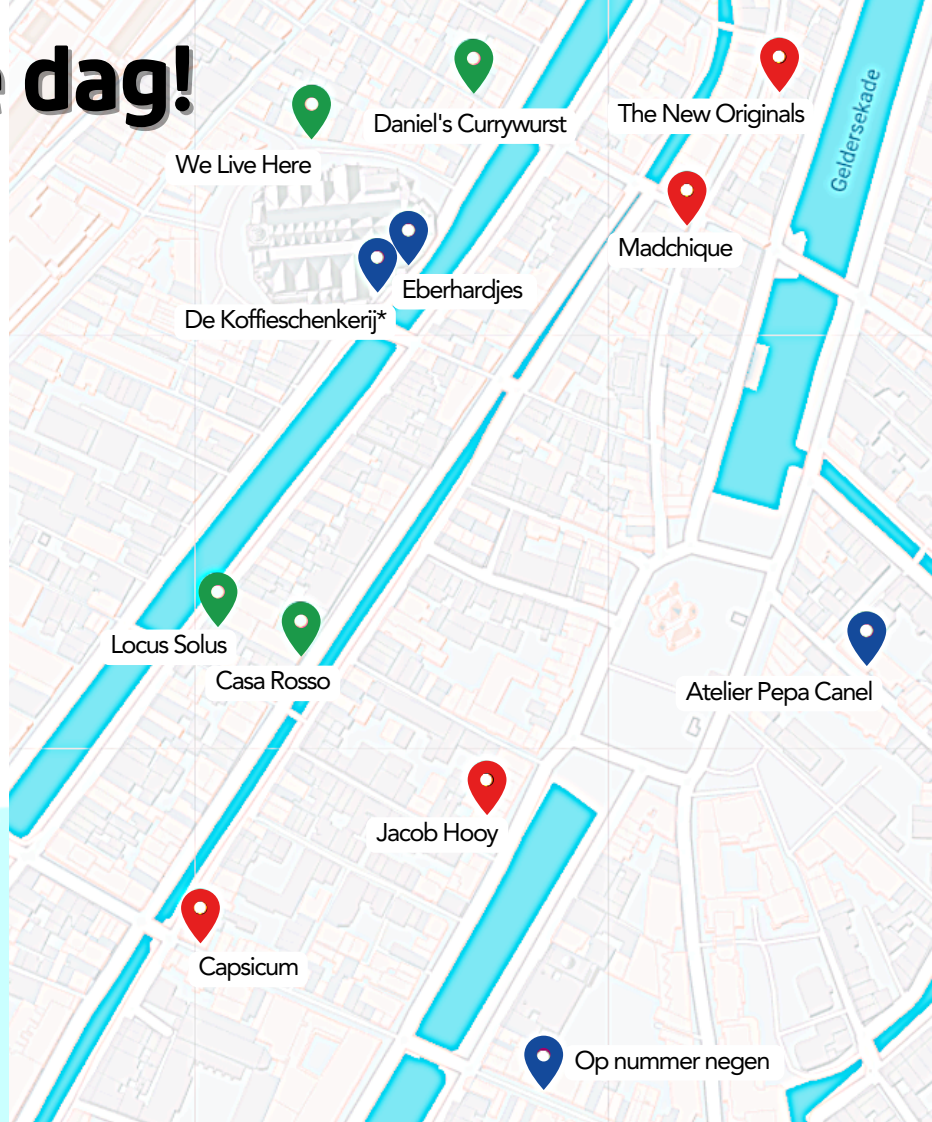 dag!
Daniel's Currywurst
The New Originals
We Live Here
Geldersekade
Madchique
Eberhardjes
De Koffieschenkerij*
Locus Solus
Casa Rosso
Atelier Pepa Canel
Jacob Hooy
Capsicum
Op nummer negen